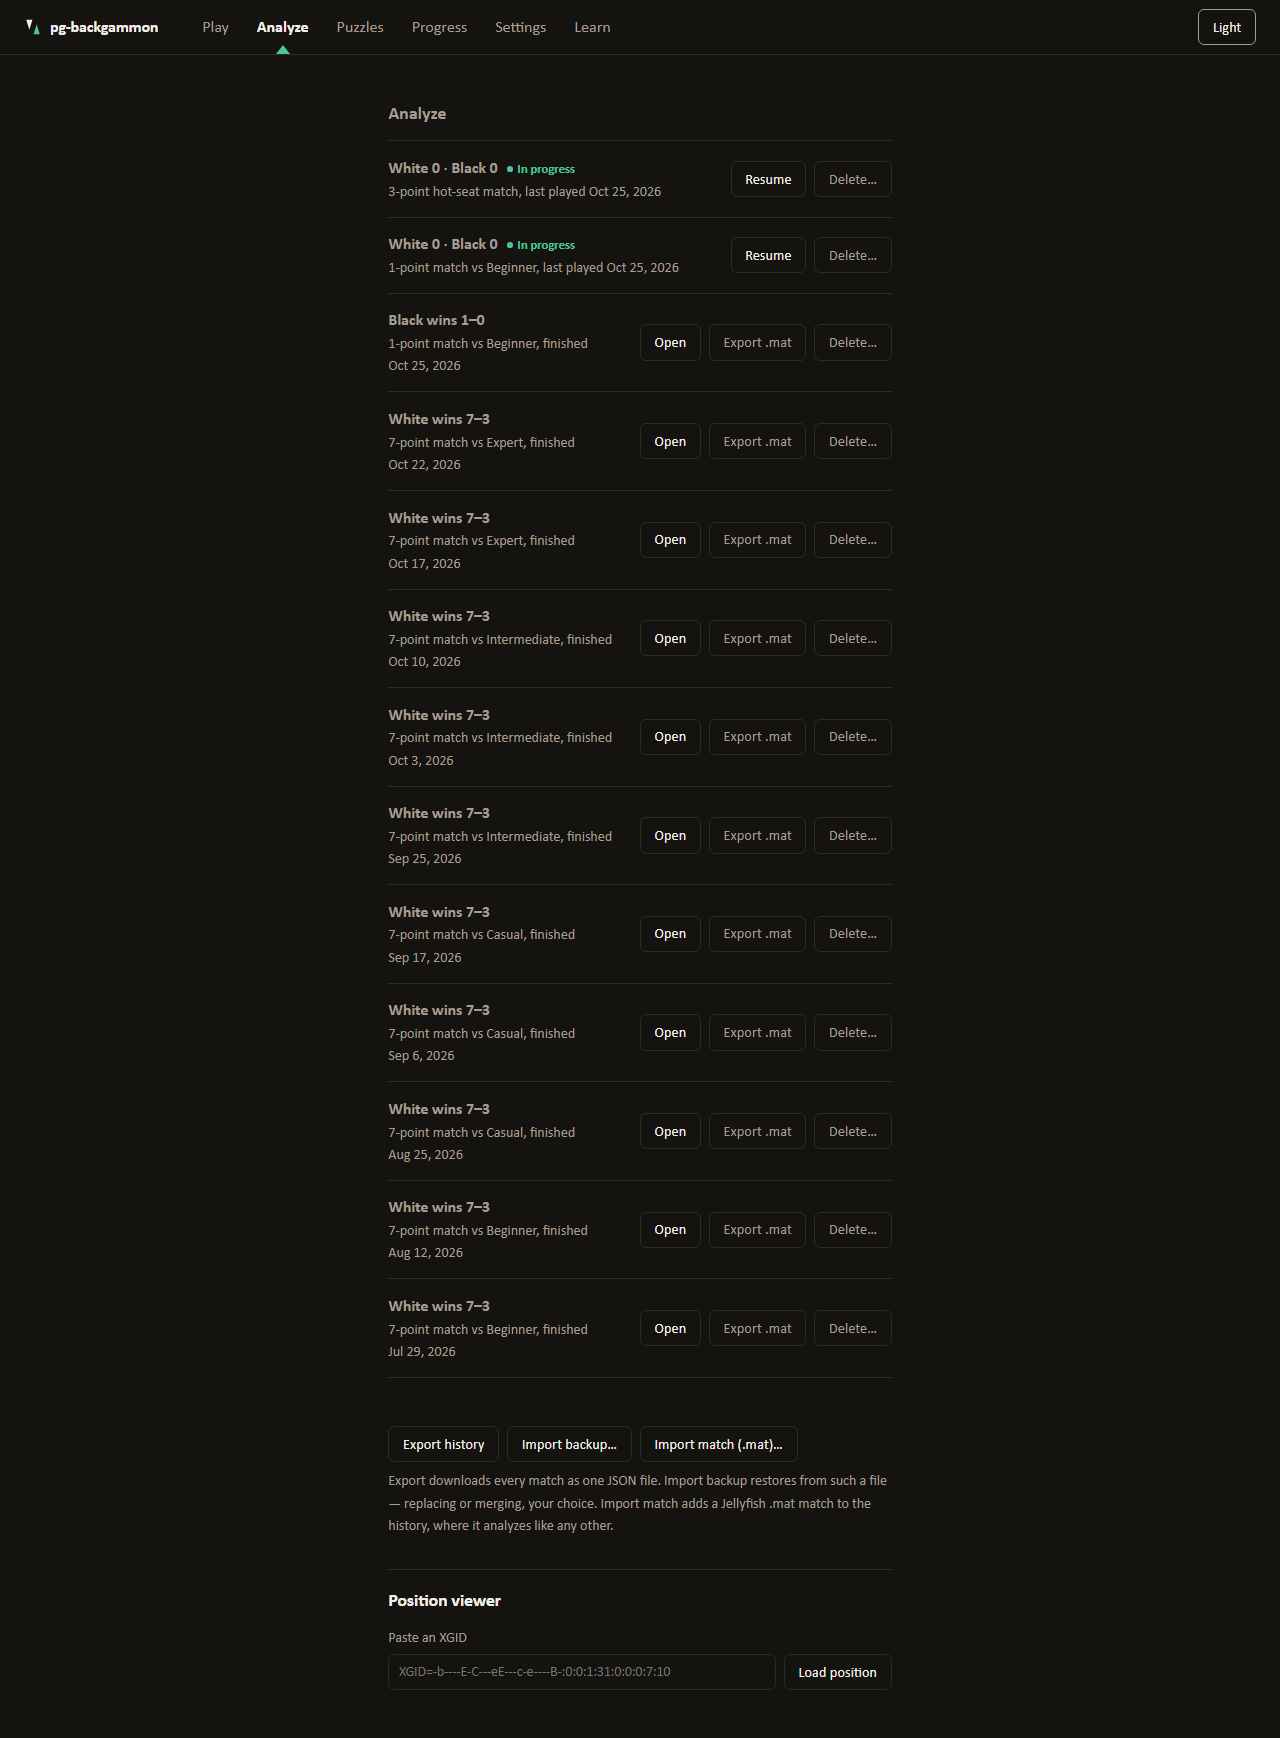 pg-backgammon Play Analyze Puzzles Progress Settings Learn Light
Analyze
White 0 · Black 0 In progress
3-point hot-seat match, last played Oct 25, 2026
Resume Delete…
White 0 · Black 0 In progress
1-point match vs Beginner, last played Oct 25, 2026
Resume Delete…
Black wins 1–0
1-point match vs Beginner, finished
Oct 25, 2026
Open Export .mat Delete…
White wins 7–3
7-point match vs Expert, finished
Oct 22, 2026
Open Export .mat Delete…
White wins 7–3
7-point match vs Expert, finished
Oct 17, 2026
Open Export .mat Delete…
White wins 7–3
7-point match vs Intermediate, finished
Oct 10, 2026
Open Export .mat Delete…
White wins 7–3
7-point match vs Intermediate, finished
Oct 3, 2026
Open Export .mat Delete…
White wins 7–3
7-point match vs Intermediate, finished
Sep 25, 2026
Open Export .mat Delete…
White wins 7–3
7-point match vs Casual, finished
Sep 17, 2026
Open Export .mat Delete…
White wins 7–3
7-point match vs Casual, finished
Sep 6, 2026
Open Export .mat Delete…
White wins 7–3
7-point match vs Casual, finished
Aug 25, 2026
Open Export .mat Delete…
White wins 7–3
7-point match vs Beginner, finished
Aug 12, 2026
Open Export .mat Delete…
White wins 7–3
7-point match vs Beginner, finished
Jul 29, 2026
Open Export .mat Delete…
Export history Import backup… Import match (.mat)…
Export downloads every match as one JSON file. Import backup restores from such a file
— replacing or merging, your choice. Import match adds a Jellyfish .mat match to the
history, where it analyzes like any other.
Position viewer
Paste an XGID
XGID=-b----E-C---eE---c-e----B-:0:0:1:31:0:0:0:7:10 Load position